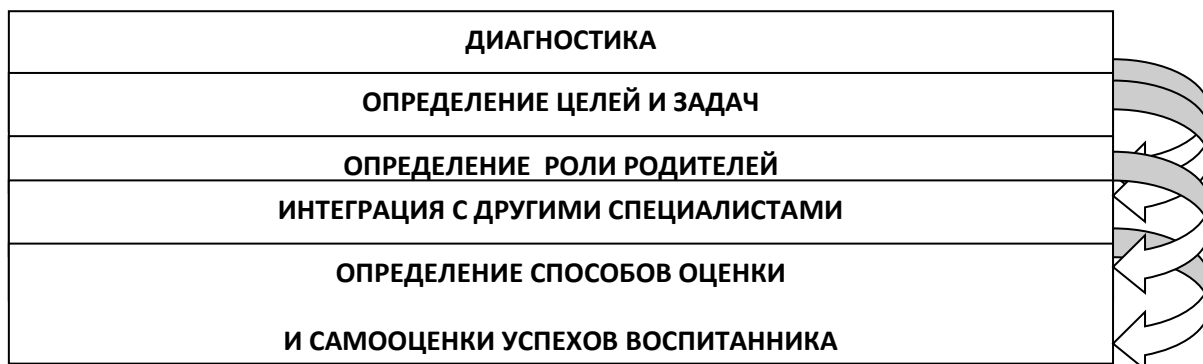 ДИАГНОСТИКА
ОПРЕДЕЛЕНИЕ ЦЕЛЕЙ И ЗАДАЧ
ОПРЕДЕЛЕНИЕ РОЛИ РОДИТЕЛЕЙ
ИНТЕГРАЦИЯ С ДРУГИМИ СПЕЦИАЛИСТАМИ
ОПРЕДЕЛЕНИЕ СПОСОБОВ ОЦЕНКИ
И САМООЦЕНКИ УСПЕХОВ ВОСПИТАННИКА